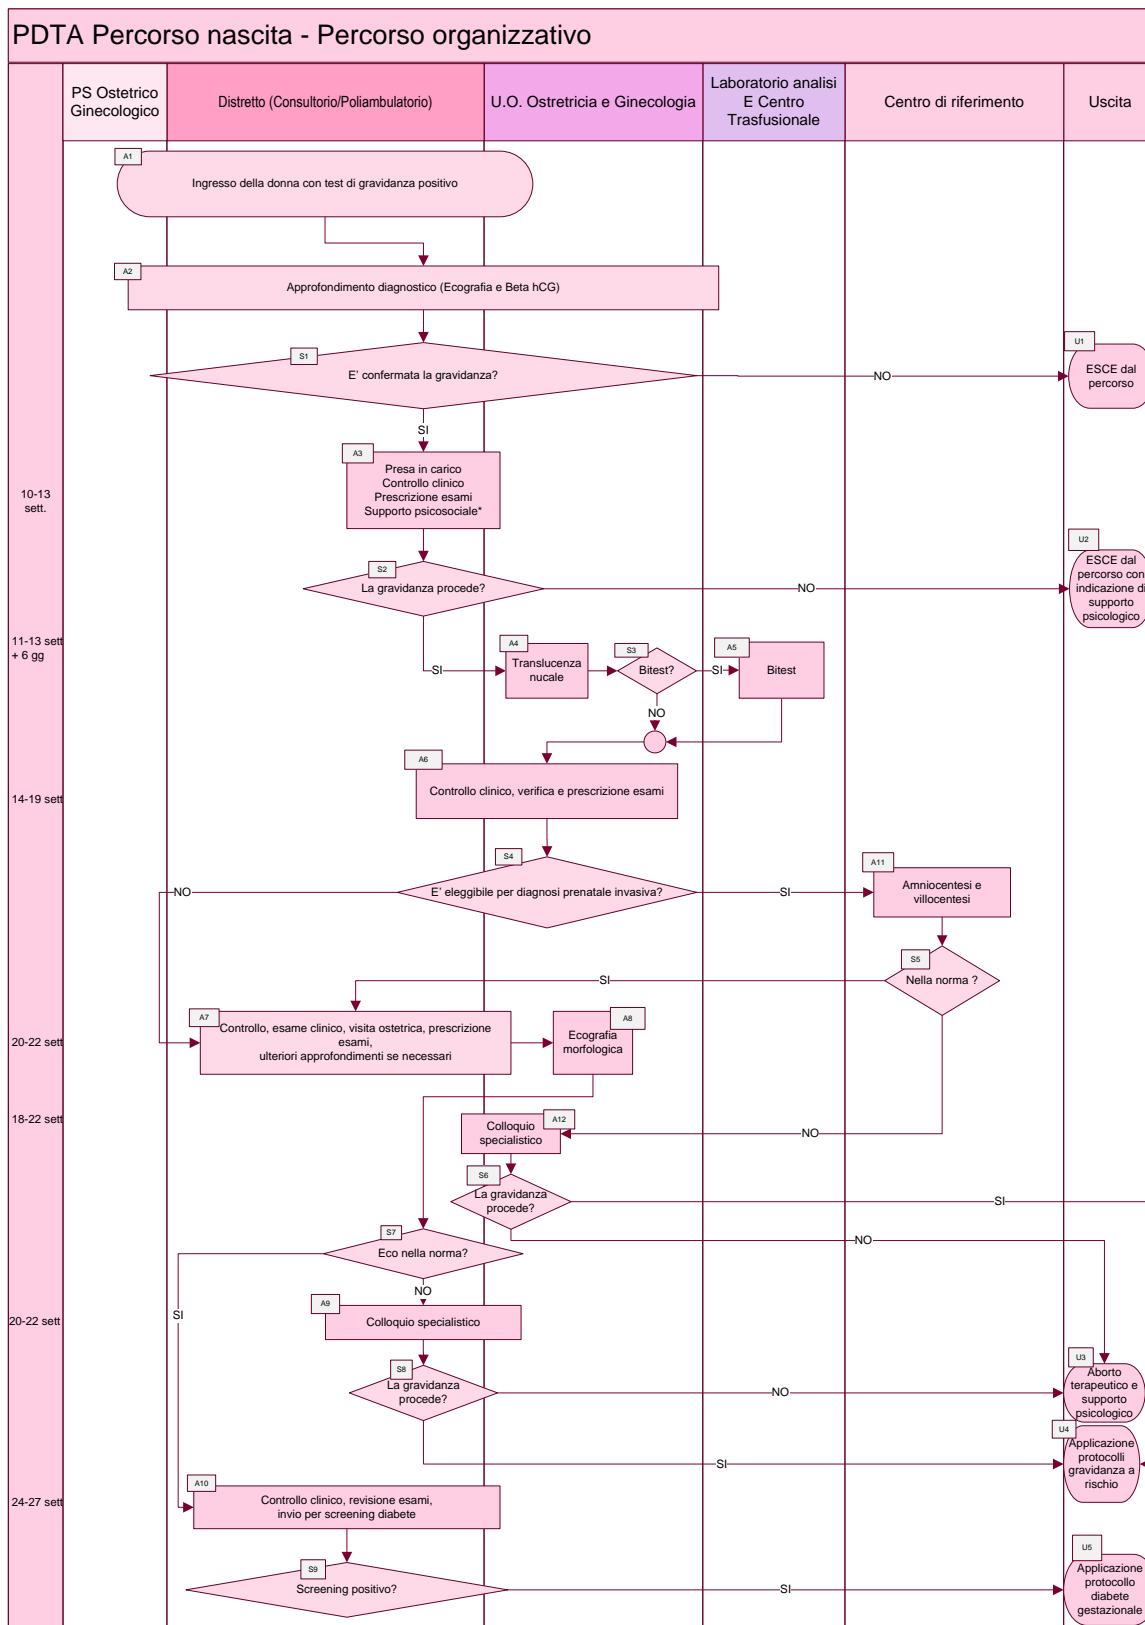 PDTA Percorso nascita - Percorso organizzativo
PS Ostetrico
Ginecologico
Distretto (Consultorio/Poliambulatorio)
U.O. Ostretricia e Ginecologia
Laboratorio analisi
E Centro
Trasfusionale
Centro di riferimento
Uscita
A1
Ingresso della donna con test di gravidanza positivo
A2
Approfondimento diagnostico (Ecografia e Beta hCG)
S1
E' confermata la gravidanza?
NO
U1
ESCE dal
percorso
SI
10-13
sett.
A3
Presa in carico
Controllo clinico
Prescrizione esami
Supporto psicosociale*
S2
La gravidanza procede?
NO
U2
ESCE dal
percorso con
indicazione di
supporto
psicologico
11-13 sett
+ 6 gg
SI
A4
Translucenza
nucale
S3
Bitest?
SI
A5
Bitest
NO
14-19 sett
A6
Controllo clinico, verifica e prescrizione esami
S4
E' eleggibile per diagnosi prenatale invasiva?
NO
SI
A11
Amniocentesi e
villocentesi
S5
Nella norma ?
SI
20-22 sett
A7
Controllo, esame clinico, visita ostetrica, prescrizione
esami,
ulteriori approfondimenti se necessari
A8
Ecografia
morfologica
18-22 sett
A12
Colloquio
specialistico
NO
S6
La gravidanza
procede?
SI
NO
S7
Eco nella norma?
SI
NO
20-22 sett
A9
Colloquio specialistico
S8
La gravidanza
procede?
NO
U3
Aborto
terapeutico e
supporto
psicologico
SI
U4
Applicazione
protocolli
gravidanza a
rischio
24-27 sett
A10
Controllo clinico, revisione esami,
invio per screening diabete
S9
Screening positivo?
SI
U5
Applicazione
protocollo
diabete
gestazionale